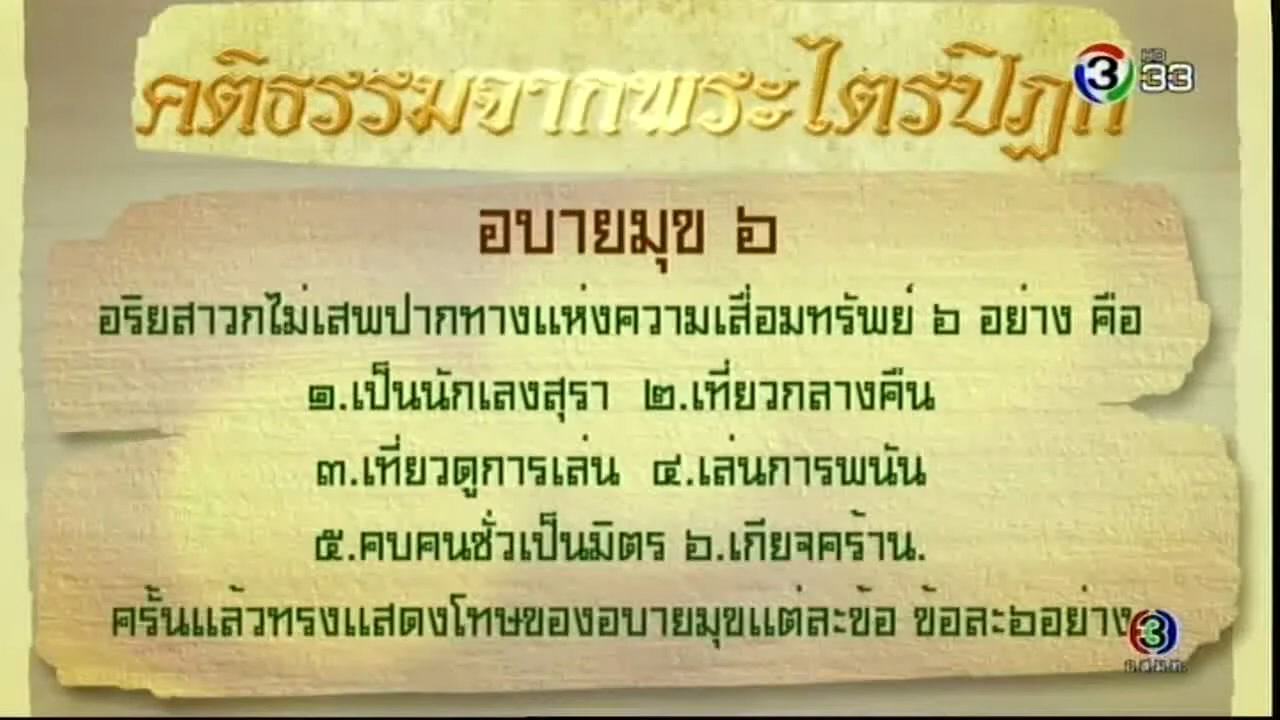 คติธรรมจากพระไตรปิฎก
3 33
อบายมุข ๖
อริยสาวกไม่เสพปากทางแห่งความเสื่อมทรัพย์ ๖ อย่าง คือ
๑.เป็นนักเลงสุรา ๒.เที่ยวกลางคืน
๓.เที่ยวดูการเล่น ๔.เล่นการพนัน
๕.คบคนชั่วเป็นมิตร ๖.เกียจคร้าน.
ครั้นแล้วทรงแสดงโทษของอบายมุขแต่ละข้อ ข้อละ๖อย่าง
3